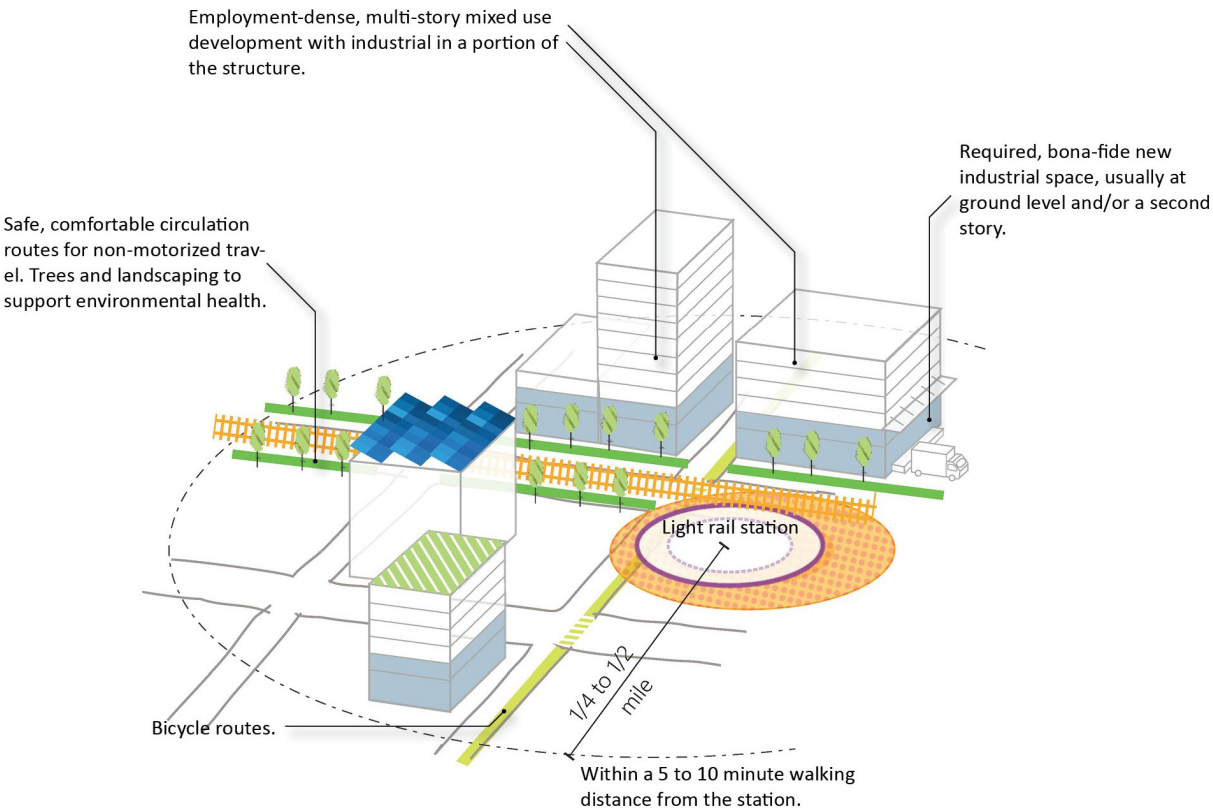 Employment-dense, multi-story mixed use
development with industrial in a portion of
the structure.
Required, bona-fide new
industrial space, usually at
ground level and/or a second
story.
Safe, comfortable circulation
routes for non-motorized trav-
el. Trees and landscaping to
support environmental health.
Light rail station
1/4 to 1/2
mile
Bicycle routes.
Within a 5 to 10 minute walking
distance from the station.